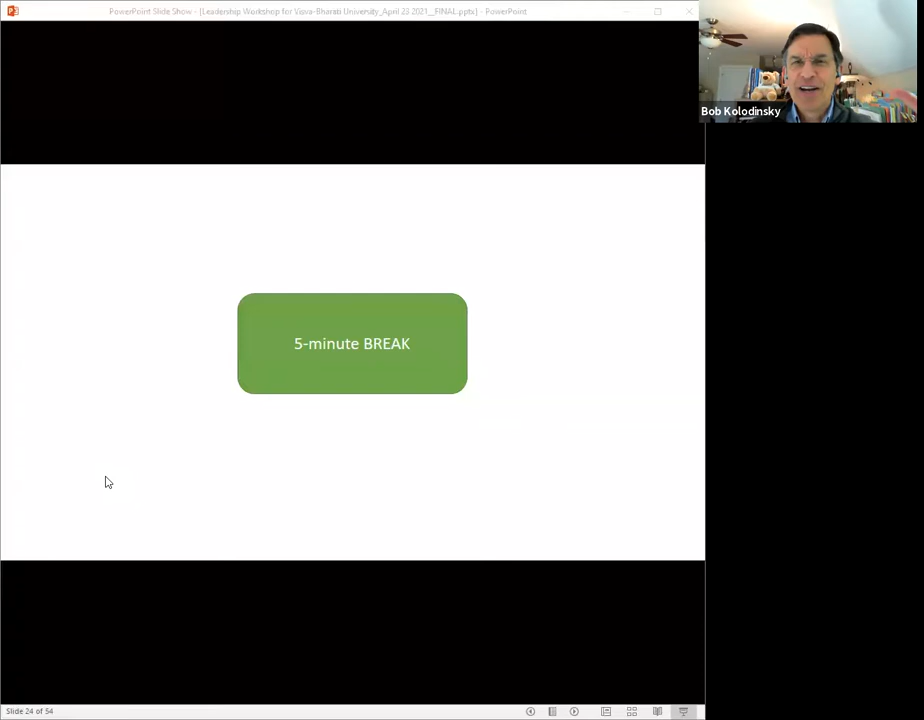 PowerPoint Slide Show - [Leadership Workshop for Visva-Bharati University_April 23 2021__FINAL.pptx] - PowerPoint
Bob Kolodinsky
5-minute BREAK
Slide 24 of 54